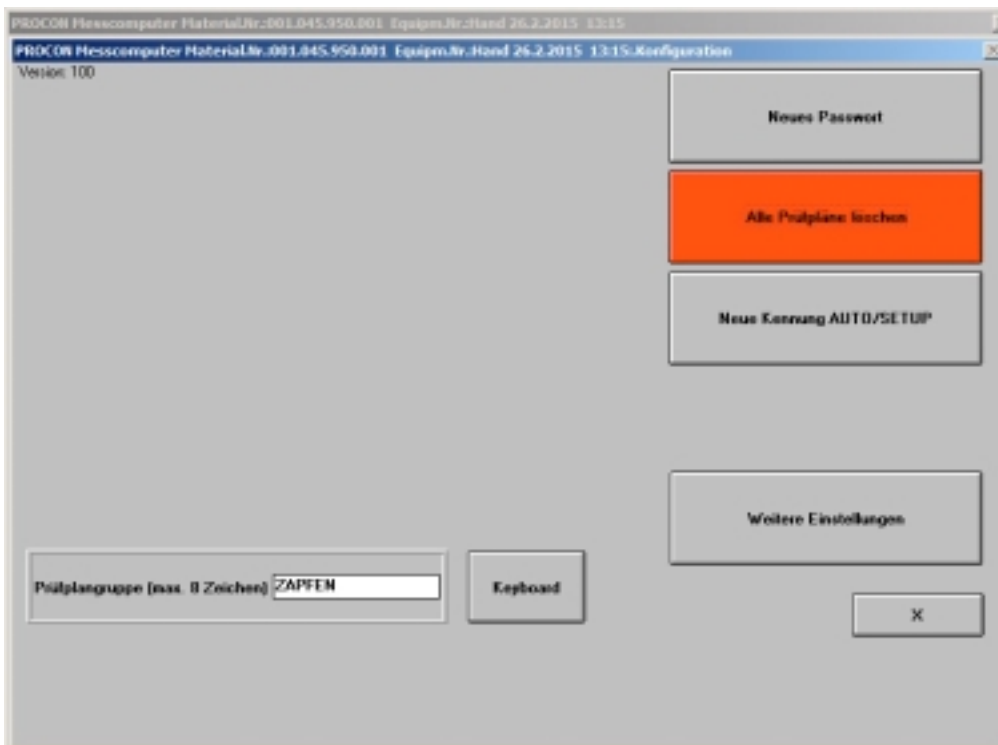 PROCON Messcomputer Material.Nr.:001.045.950.001 Equipm.Nr.:Hand 26.2.2015 13:15
PROCON Messcomputer Material.Nr.:001.045.950.001 Equipm.Nr.:Hand 26.2.2015 13:15:.Konfiguration
Version: 100
Neues Passwort
Alle Prüfpläne löschen
Neue Kennung AUTO/SETUP
Weitere Einstellungen
Prüfplangruppe (max. 8 Zeichen) ZAPFEN
Keyboard
X